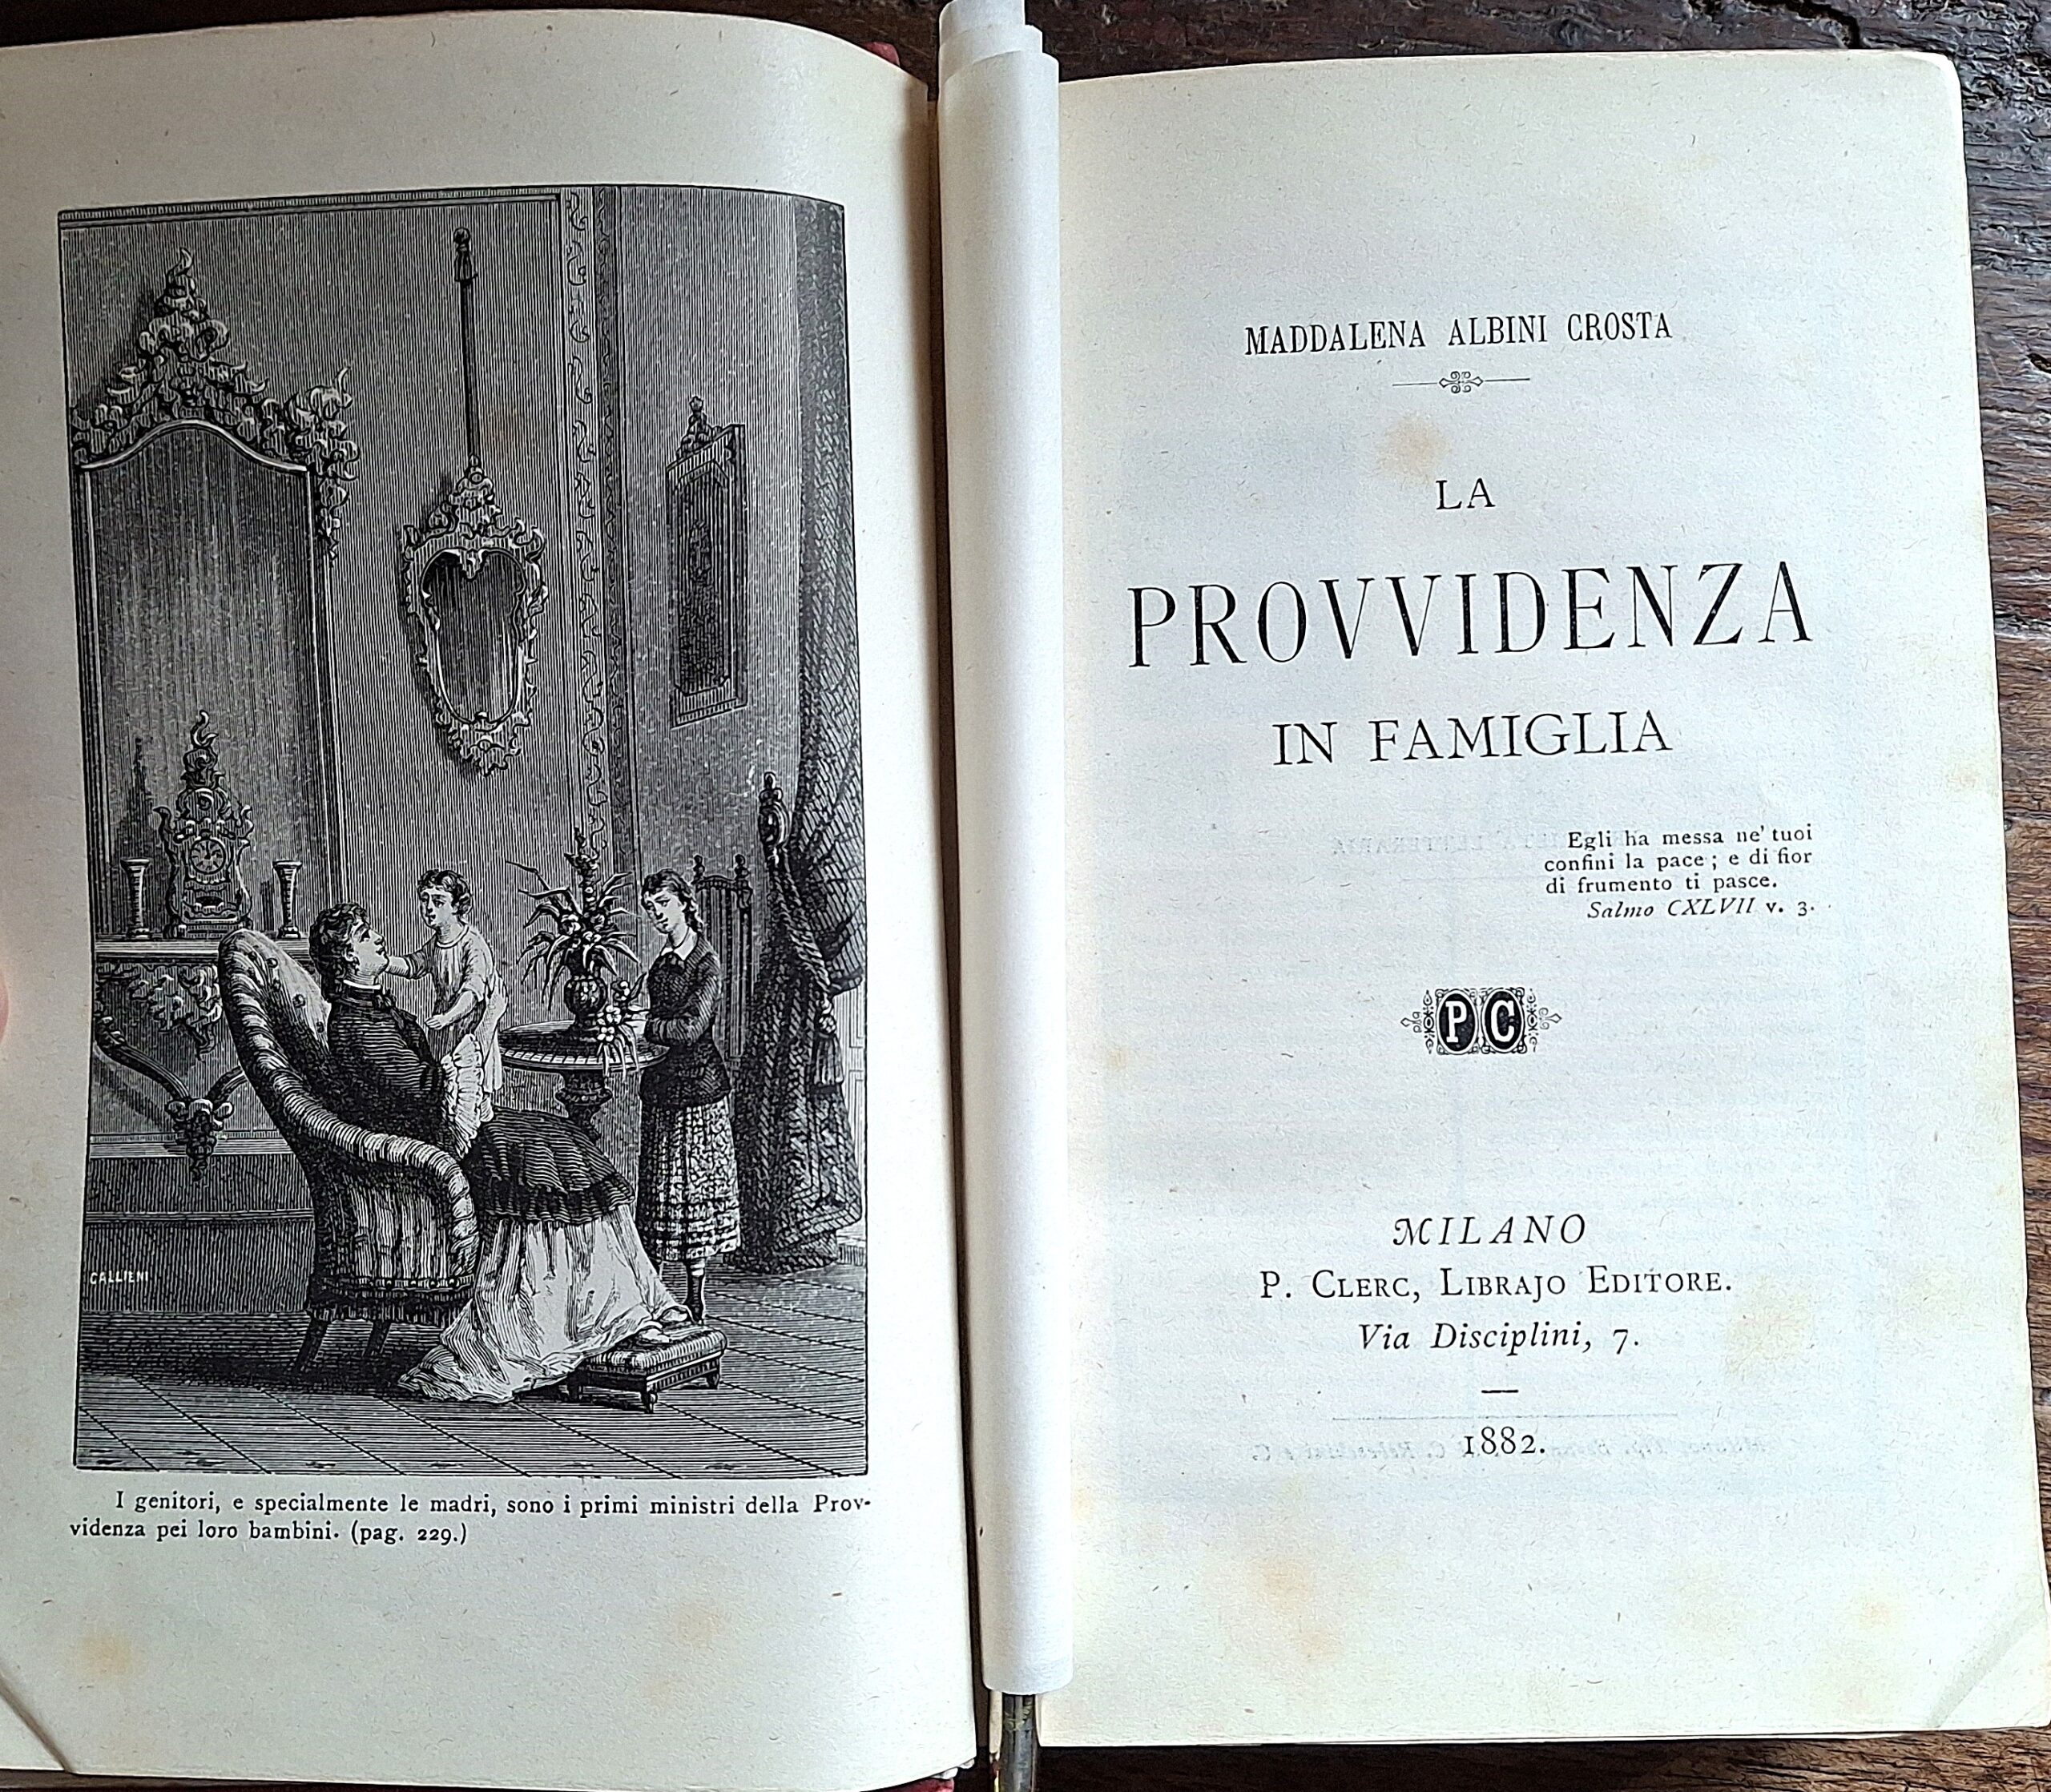 CALLIENI
I genitori, e specialmente le madri, sono i primi ministri della Prov-
videnza pei loro bambini. (pag. 229.)
MADDALENA ALBINI CROSTA
LA
PROVVIDENZA
IN FAMIGLIA
Egli ha messa ne' tuoi
confini la pace; e di fior
di frumento ti pasce.
Salmo CXLVII v. 3.
P C
MILANO
P. CLERC, LIBRAJO EDITORE.
Via Disciplini, 7.
1882.